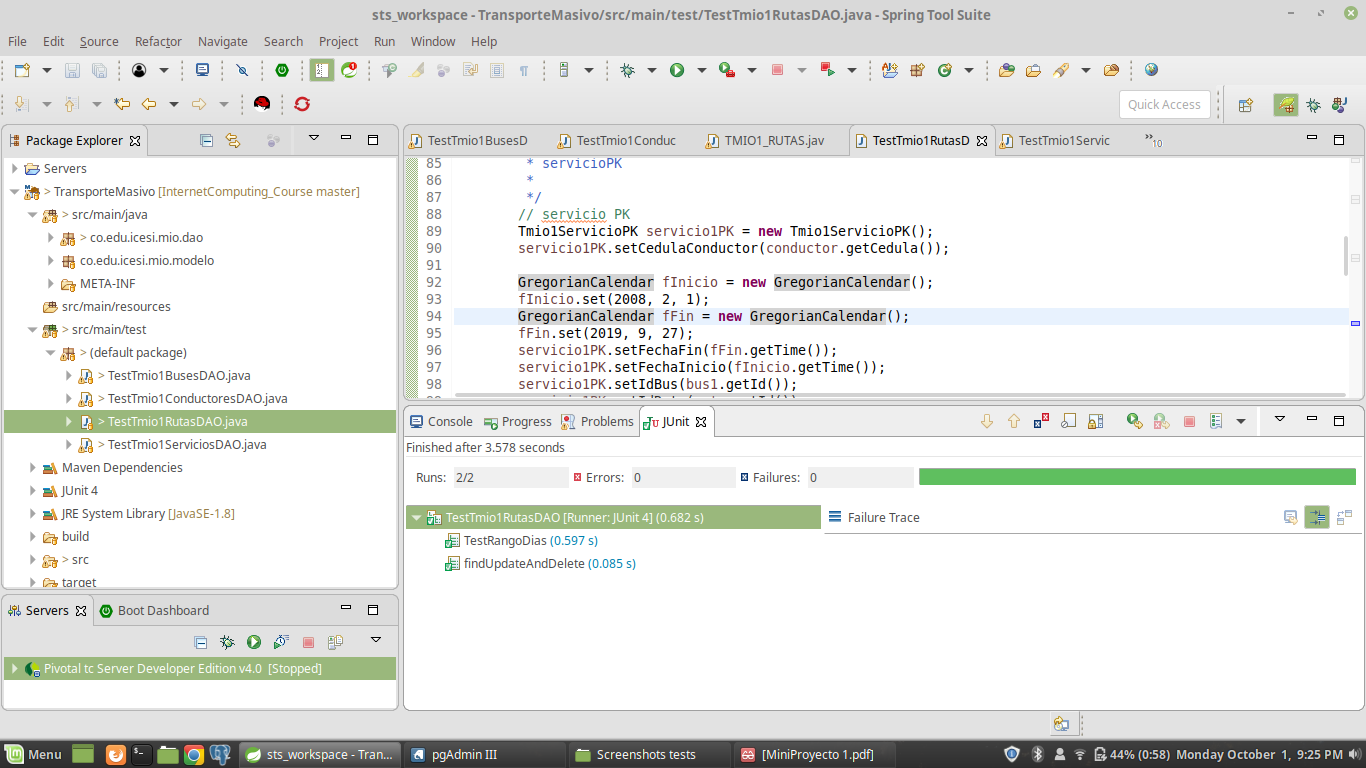 sts_workspace - TransporteMasivo/src/main/test/TestTmio1RutasDAO.java - Spring Tool Suite
File Edit Source Refactor Navigate Search Project Run Window Help
Quick Access
Package Explorer
Servers
> TransporteMasivo [InternetComputing_Course master]
> src/main/java
> co.edu.icesi.mio.dao
co.edu.icesi.mio.modelo
> META-INF
src/main/resources
> src/main/test
> (default package)
> TestTmio1BusesDAO.java
> TestTmio1ConductoresDAO.java
> TestTmio1RutasDAO.java
> TestTmio1ServiciosDAO.java
Maven Dependencies
JUnit 4
JRE System Library [JavaSE-1.8]
build
> src
target
Servers Boot Dashboard
Pivotal tc Server Developer Edition v4.0 [Stopped]
TestTmio1BusesD TestTmio1Conduc TMIO1_RUTAS.jav TestTmio1RutasD TestTmio1Servic »10
85 * servicioPK
86 *
87 */
88 // servicio PK
89 Tmio1ServicioPK servicio1PK = new Tmio1ServicioPK();
90 servicio1PK.setCedulaConductor(conductor.getCedula());
91
92 GregorianCalendar fInicio = new GregorianCalendar();
93 fInicio.set(2008, 2, 1);
94 GregorianCalendar fFin = new GregorianCalendar();
95 fFin.set(2019, 9, 27);
96 servicio1PK.setFechaFin(fFin.getTime());
97 servicio1PK.setFechaInicio(fInicio.getTime());
98 servicio1PK.setIdBus(bus1.getId());
Console Progress Problems JUnit
Finished after 3.578 seconds
Runs: 2/2 Errors: 0 Failures: 0
TestTmio1RutasDAO [Runner: JUnit 4] (0.682 s)
TestRangoDias (0.597 s)
findUpdateAndDelete (0.085 s)
Failure Trace
Menu sts_workspace - Tran... pgAdmin III Screenshots tests [MiniProyecto 1.pdf] 44% (0:58) Monday October 1, 9:25 PM